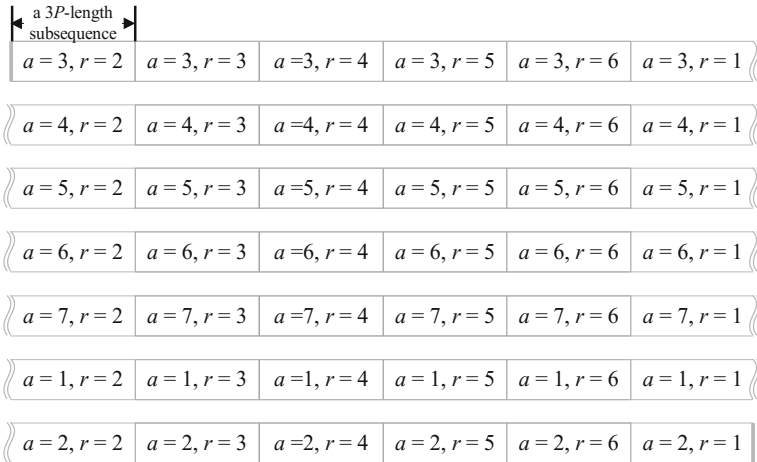 a 3P-length
subsequence
a = 3, r = 2 a = 3, r = 3 a =3, r = 4 a = 3, r = 5 a = 3, r = 6 a = 3, r = 1
a = 4, r = 2 a = 4, r = 3 a =4, r = 4 a = 4, r = 5 a = 4, r = 6 a = 4, r = 1
a = 5, r = 2 a = 5, r = 3 a =5, r = 4 a = 5, r = 5 a = 5, r = 6 a = 5, r = 1
a = 6, r = 2 a = 6, r = 3 a =6, r = 4 a = 6, r = 5 a = 6, r = 6 a = 6, r = 1
a = 7, r = 2 a = 7, r = 3 a =7, r = 4 a = 7, r = 5 a = 7, r = 6 a = 7, r = 1
a = 1, r = 2 a = 1, r = 3 a =1, r = 4 a = 1, r = 5 a = 1, r = 6 a = 1, r = 1
a = 2, r = 2 a = 2, r = 3 a =2, r = 4 a = 2, r = 5 a = 2, r = 6 a = 2, r = 1